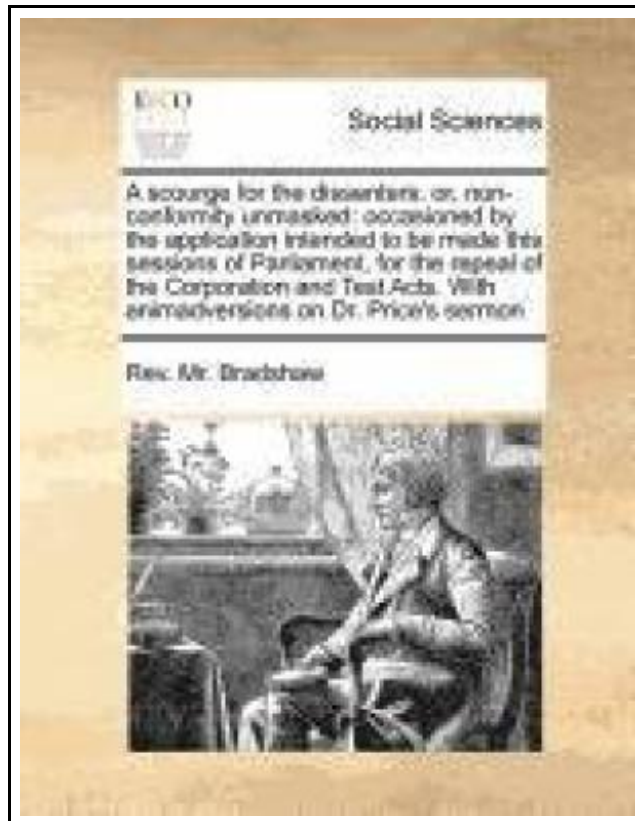 ECCO
Social Sciences
A scourge for the dissenters: or, non-
conformity unmasked: occasioned by
the application intended to be made this
sessions of Parliament, for the repeal of
the Corporation and Test Acts. With
animadversions on Dr. Price's sermon
Rev. Mr. Bradshaw